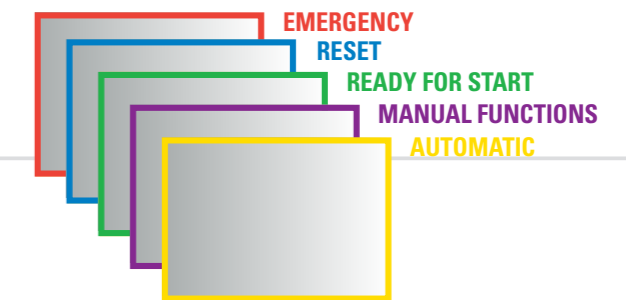 EMERGENCY
RESET
READY FOR START
MANUAL FUNCTIONS
AUTOMATIC